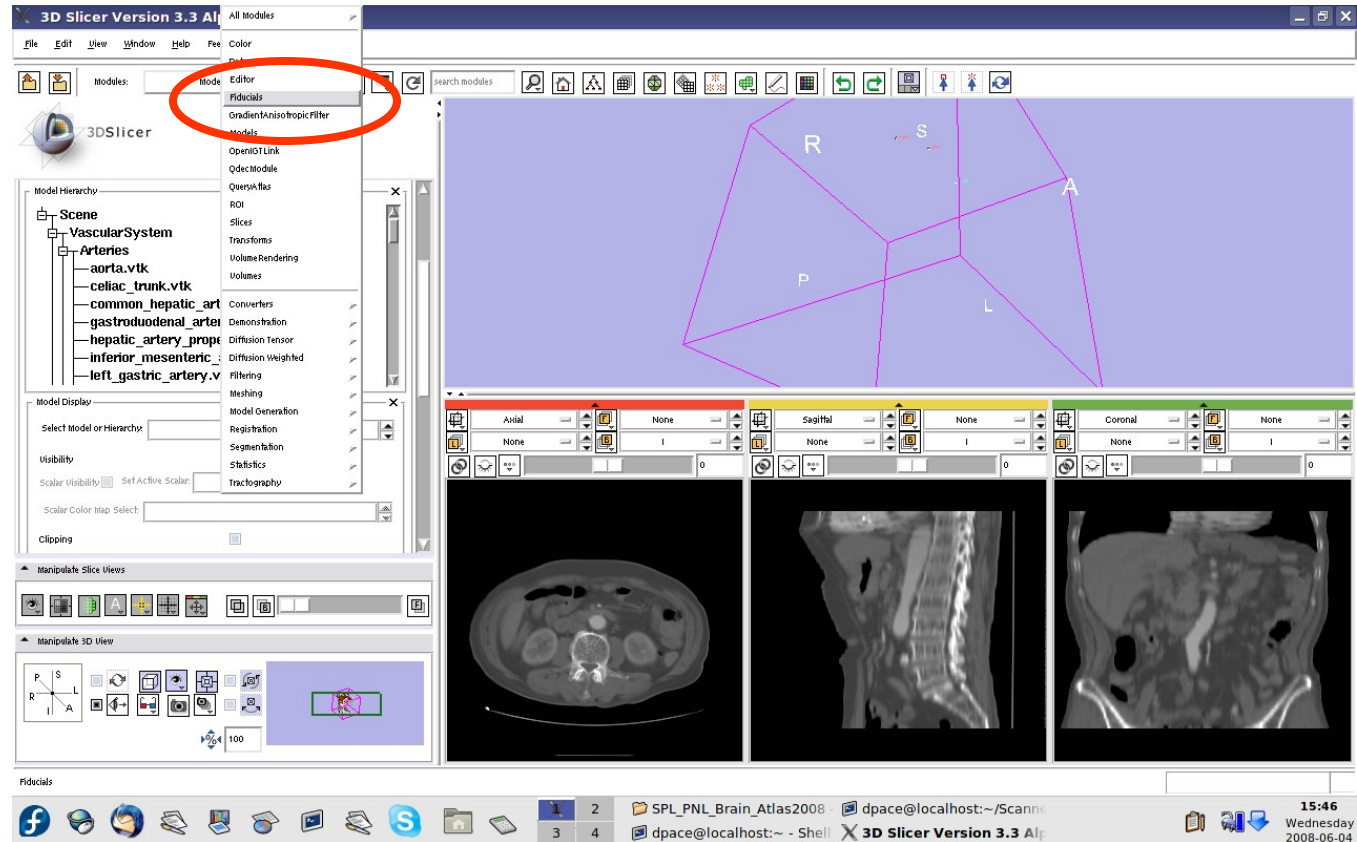 3D Slicer Version 3.3 Al
File Edit View Window Help Fee
Modules: Mode
search modules
3DSlicer
All Modules
Color
Editor
Fiducials
GradientAnisotropicFilter
Models
OpenIGTLink
QdecModule
QueryAtlas
ROI
Slices
Transforms
VolumeRendering
Volumes
Converters
Demonstration
Diffusion Tensor
Diffusion Weighted
Filtering
Meshing
Model Generation
Registration
Segmentation
Statistics
Tractography
Model Hierarchy
Scene
VascularSystem
Arteries
aorta.vtk
celiac_trunk.vtk
common_hepatic_art
gastroduodenal_arter
hepatic_artery_prope
inferior_mesenteric_
left_gastric_artery.v
Model Display
Select Model or Hierarchy:
Visibility
Scalar Visibility Set Active Scalar:
Scalar Color Map Select:
Clipping
Manipulate Slice Views
Manipulate 3D View
P S
R L
I A
100
R S A
P L
Axial F None
L None B I
0
Sagittal F None
L None B I
0
Coronal F None
L None B I
0
Fiducials
1 2
3 4
SPL_PNL_Brain_Atlas2008 -
dpace@localhost:~/Scanne
dpace@localhost:~ - Shell
3D Slicer Version 3.3 Alp
15:46
Wednesday
2008-06-04